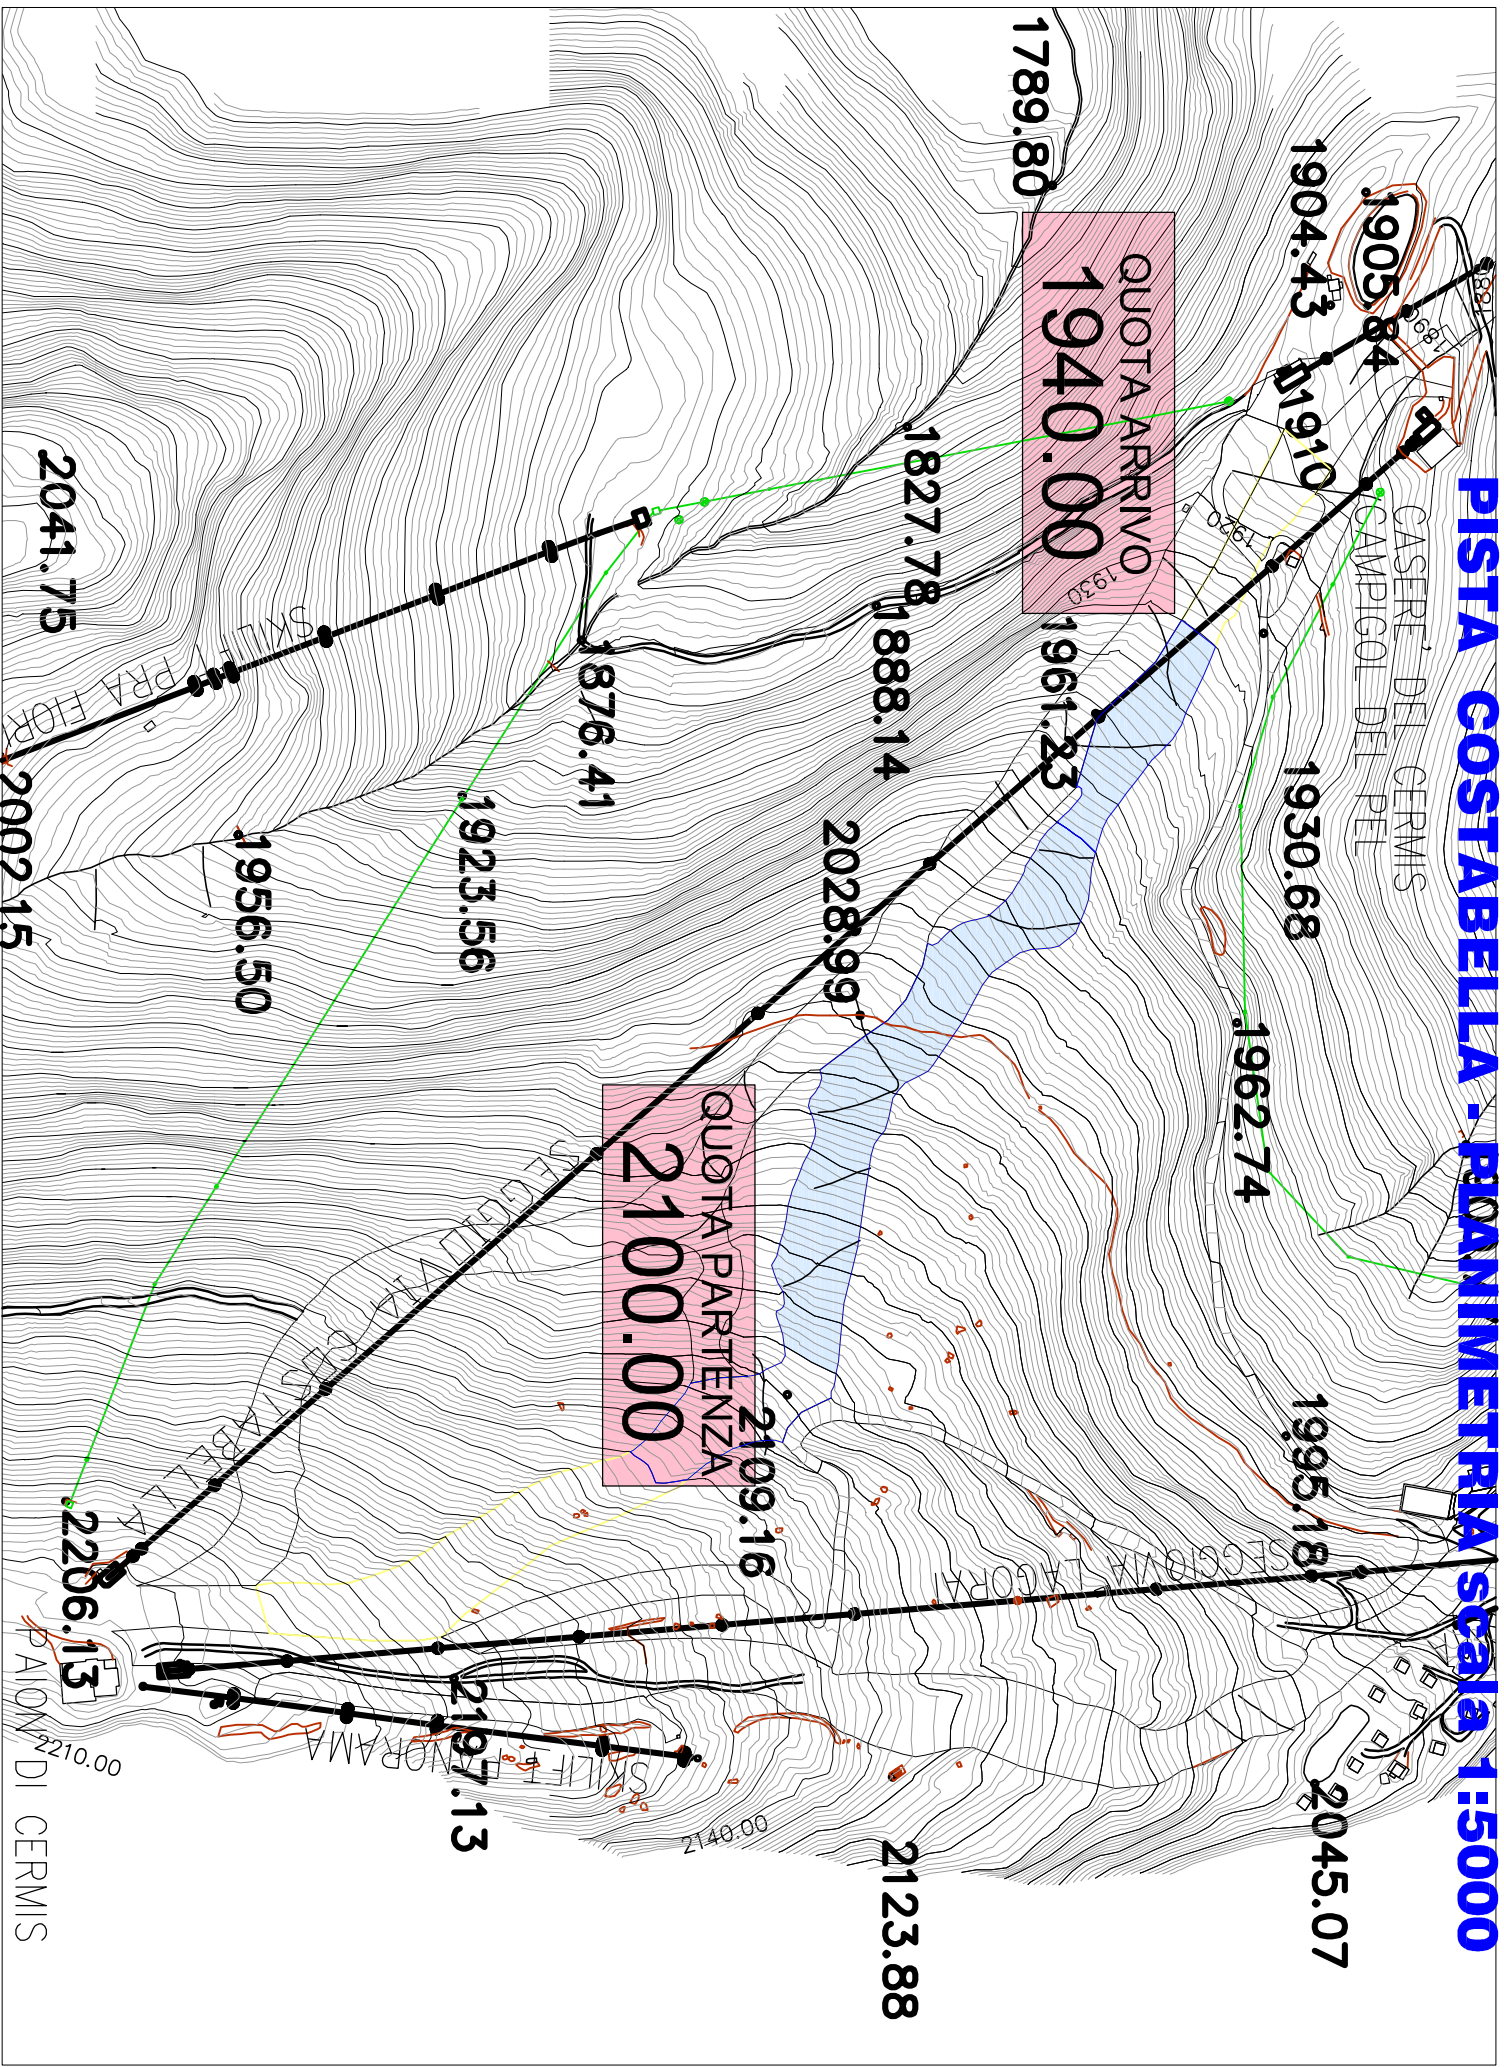 PISTA COSTABELLA - PLANIMETRIA scala 1:5000
CASERE' DEL CERMIS
CAMPIGOL DEL PEL
1905.84
1904.43
1910
1920
1930
1789.80
QUOTA ARRIVO
1940.00
1827.78
1888.14
1961.23
1930.68
1962.74
1876.41
1923.56
1956.50
2028.99
2041.75
SKILIFT PRA FIORI
2002.15
QUOTA PARTENZA
2100.00
SEGGIOVIA COSTABELLA
2109.16
1995.18
SEGGIOVIA LAGORAI
2045.07
2206.13
2197.13
SKILIFT PANORAMA
2123.88
2140.00
2210.00
PAION DI CERMIS